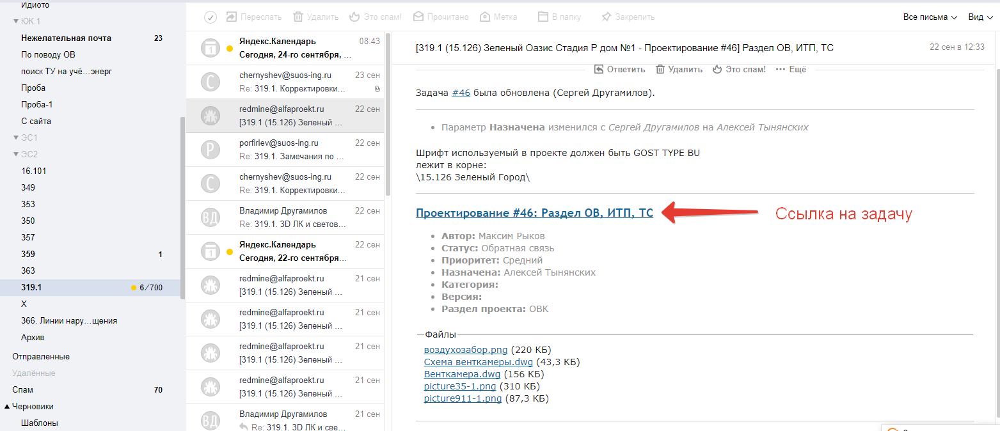 Идиото
КЖ.1
Нежелательная почта 23
По поводу ОВ
поиск ТУ на учё...энерг
Проба
Проба-1
С сайта
ЭС1
ЭС2
16.101
349
353
350
357
359 1
363
319.1 6/700
X
366. Линии нару...щения
Архив
Отправленные
Удалённые
Спам 70
Черновики
Шаблоны
Переслать Удалить Это спам! Прочитано Метка В папку Закрепить
Все письма Вид
Яндекс.Календарь 08:43
Сегодня, 24-го сентября, ...
chernyshev@suos-ing.ru 23 сен
Re: 319.1. Корректировки...
redmine@alfaproekt.ru 22 сен
[319.1 (15.126) Зеленый ...
porfiriev@suos-ing.ru 22 сен
Re: 319.1. Замечания по ...
chernyshev@suos-ing.ru 22 сен
Re: 319.1. Корректировки...
Владимир Другамилов 22 сен
Re: 319.1. 3D ЛК и светов...
Яндекс.Календарь 22 сен
Сегодня, 22-го сентября...
redmine@alfaproekt.ru 21 сен
[319.1 (15.126) Зеленый ...
redmine@alfaproekt.ru 21 сен
[319.1 (15.126) Зеленый ...
redmine@alfaproekt.ru 21 сен
[319.1 (15.126) Зеленый ...
redmine@alfaproekt.ru 21 сен
[319.1 (15.126) Зеленый ...
Владимир Другамилов 21 сен
Re: 319.1. 3D ЛК и све...
1
С
P
С
ВД
1
ВД
[319.1 (15.126) Зеленый Оазис Стадия Р дом №1 - Проектирование #46] Раздел ОВ, ИТП, ТС 22 сен в 12:33
Ответить Удалить Это спам! ... Ещё
Задача #46 была обновлена (Сергей Другамилов).
• Параметр Назначена изменился с Сергей Другамилов на Алексей Тынянских
Шрифт используемый в проекте должен быть GOST TYPE BU
лежит в корне:
\15.126 Зеленый Город\
Проектирование #46: Раздел ОВ, ИТП, ТС
Ссылка на задачу
• Автор: Максим Рыков
• Статус: Обратная связь
• Приоритет: Средний
• Назначена: Алексей Тынянских
• Категория:
• Версия:
• Раздел проекта: ОВК
Файлы
воздухозабор.png (220 КБ)
Схема венткамеры.dwg (43,3 КБ)
Венткамера.dwg (156 КБ)
picture35-1.png (310 КБ)
picture911-1.png (87,3 КБ)